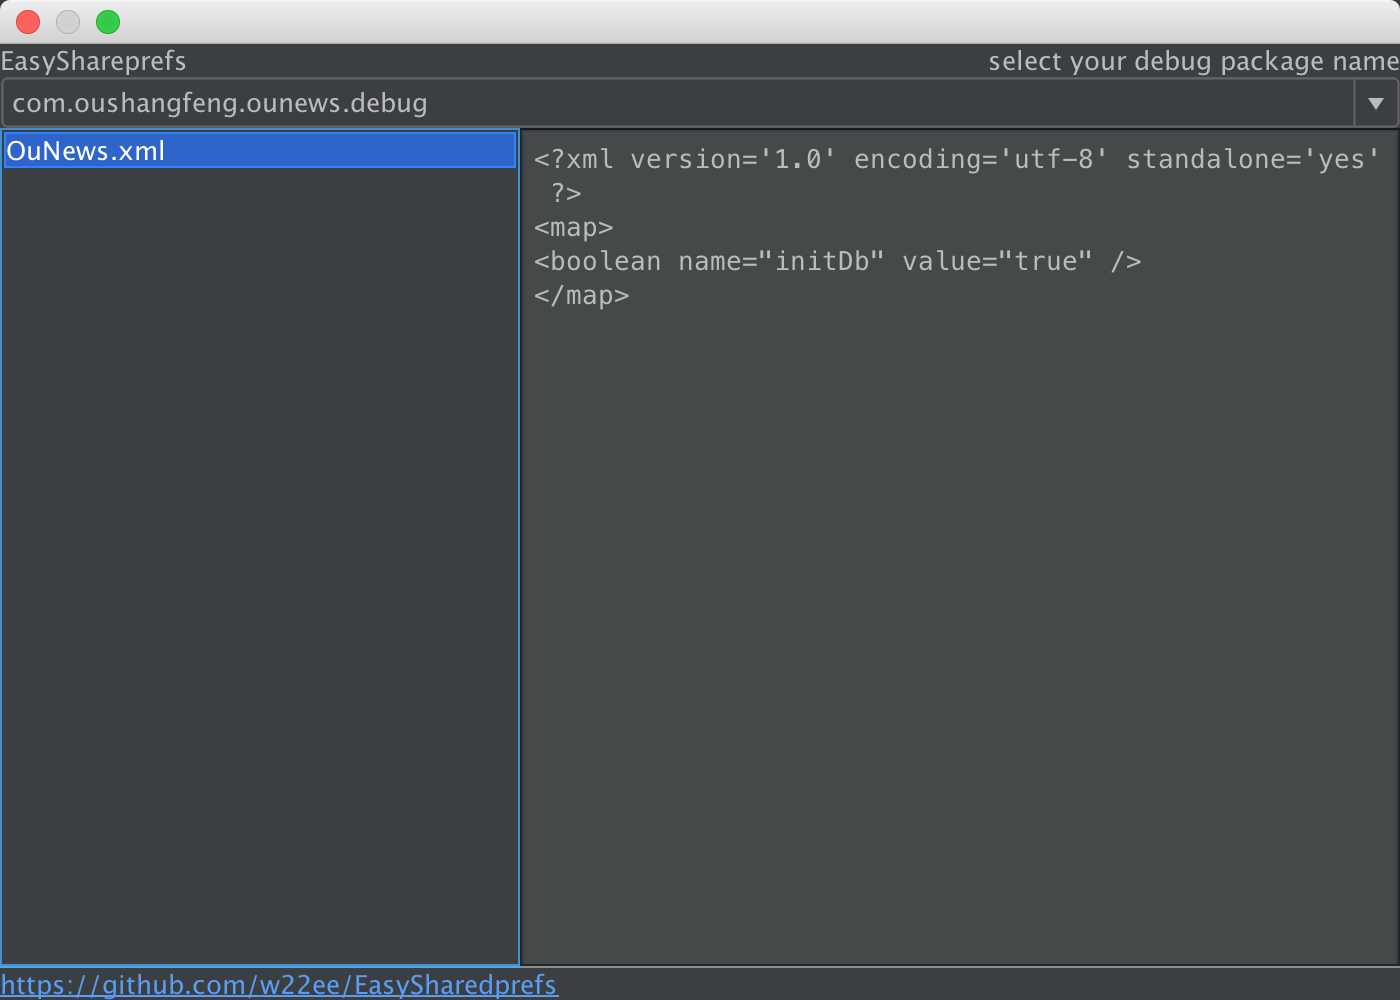 EasyShareprefs select your debug package name
com.oushangfeng.ounews.debug
OuNews.xml
<?xml version='1.0' encoding='utf-8' standalone='yes'
?>
<map>
<boolean name="initDb" value="true" />
</map>
https://github.com/w22ee/EasySharedprefs